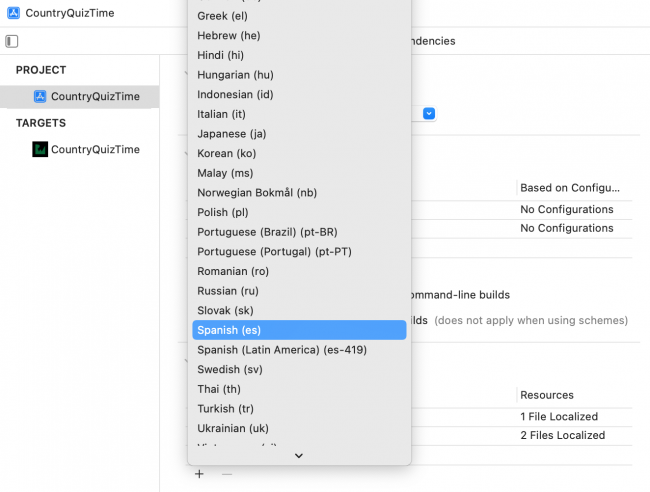 CountryQuizTime
Greek (el)
Hebrew (he)
ndencies
Hindi (hi)
PROJECT
Hungarian (hu)
CountryQuizTime
Indonesian (id)
Italian (it)
TARGETS
Japanese (ja)
CountryQuizTime
Korean (ko)
Malay (ms)
Norwegian Bokmål (nb)
Based on Configu...
Polish (pl)
No Configurations
Portuguese (Brazil) (pt-BR)
No Configurations
Portuguese (Portugal) (pt-PT)
Romanian (ro)
Russian (ru)
ommand-line builds
Slovak (sk)
Spanish (es)
ilds (does not apply when using schemes)
Spanish (Latin America) (es-419)
Swedish (sv)
Thai (th)
Resources
Turkish (tr)
1 File Localized
Ukrainian (uk)
2 Files Localized